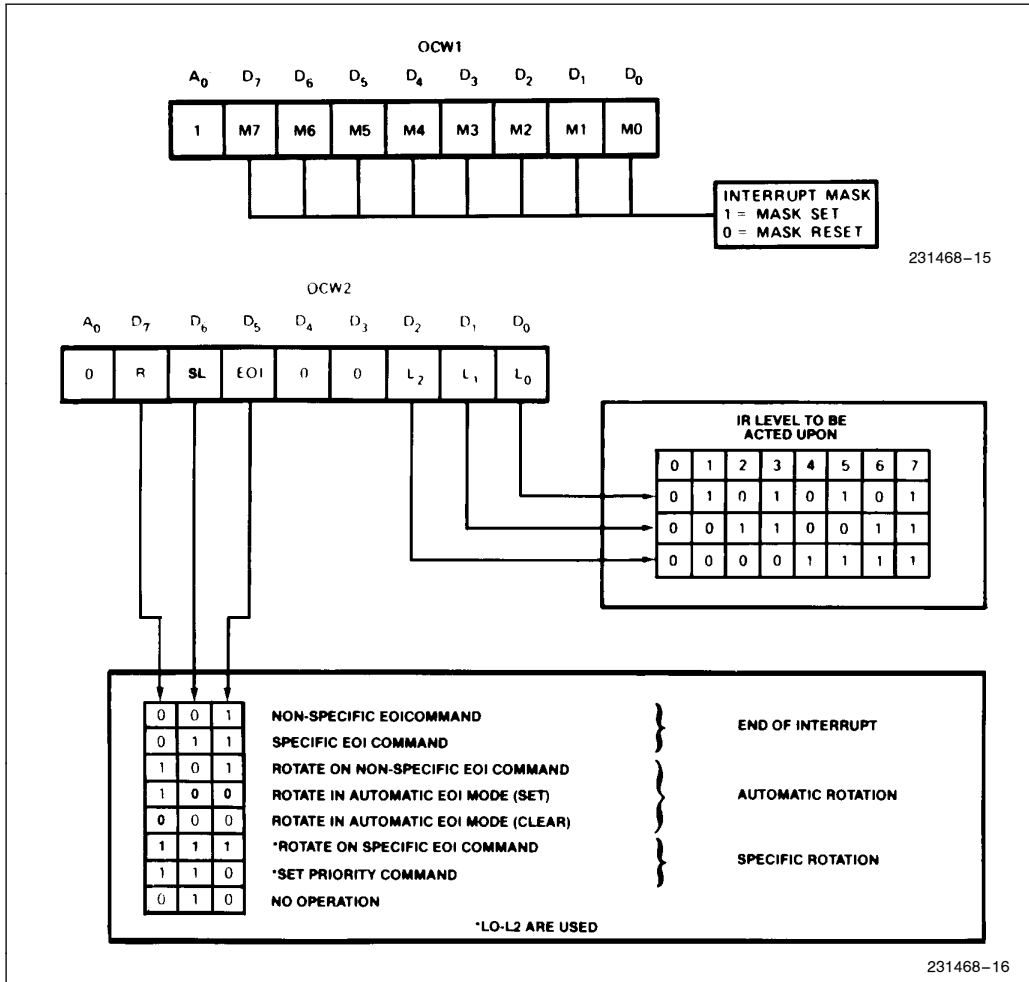 OCW1
A0 D7 D6 D5 D4 D3 D2 D1 D0
1 M7 M6 M5 M4 M3 M2 M1 M0
INTERRUPT MASK
1 = MASK SET
0 = MASK RESET
231468–15
OCW2
A0 D7 D6 D5 D4 D3 D2 D1 D0
0 R SL EOI 0 0 L2 L1 L0
IR LEVEL TO BE
ACTED UPON
0 1 2 3 4 5 6 7
0 1 0 1 0 1 0 1
0 0 1 1 0 0 1 1
0 0 0 0 1 1 1 1
0 0 1 NON-SPECIFIC EOICOMMAND
0 1 1 SPECIFIC EOI COMMAND
END OF INTERRUPT
1 0 1 ROTATE ON NON-SPECIFIC EOI COMMAND
1 0 0 ROTATE IN AUTOMATIC EOI MODE (SET)
0 0 0 ROTATE IN AUTOMATIC EOI MODE (CLEAR)
AUTOMATIC ROTATION
1 1 1 *ROTATE ON SPECIFIC EOI COMMAND
1 1 0 *SET PRIORITY COMMAND
SPECIFIC ROTATION
0 1 0 NO OPERATION
*LO-L2 ARE USED
231468–16